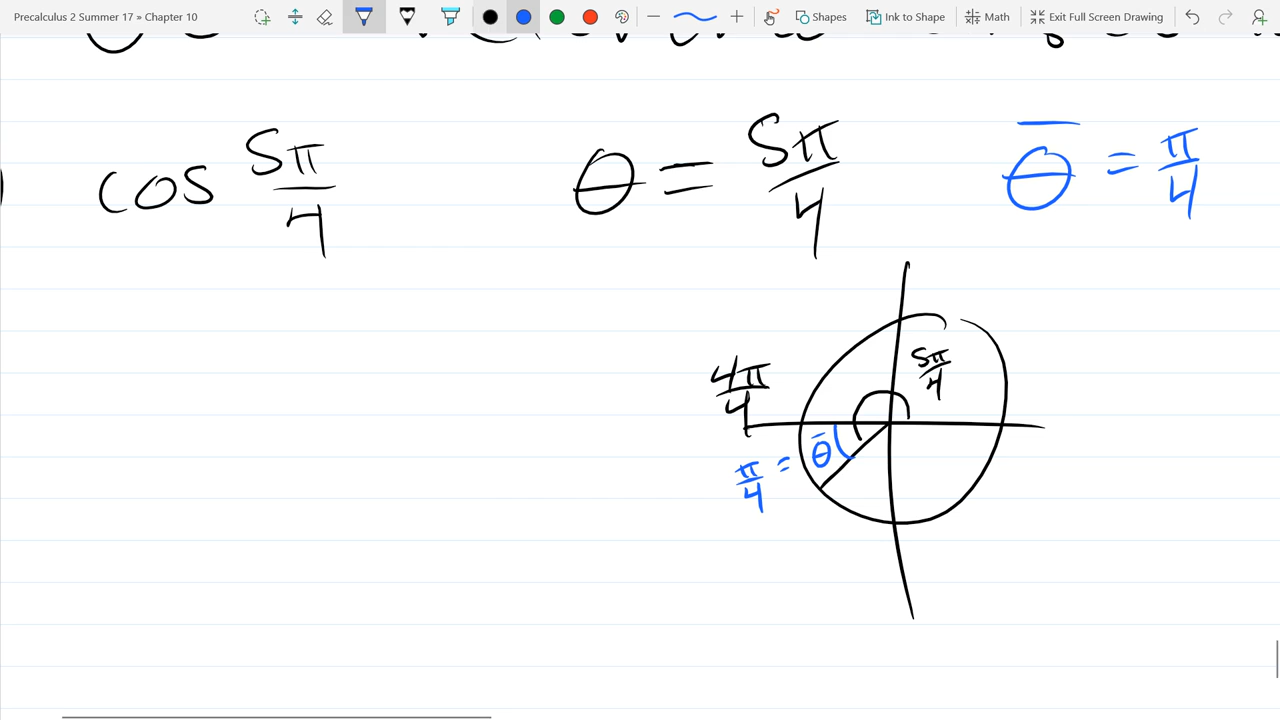 Precalculus 2 Summer 17 » Chapter 10
Shapes
Ink to Shape
Math
Exit Full Screen Drawing
cos 5π/4
θ = 5π/4
θ̄ = π/4
5π/4
4π/4
π/4 = θ̄